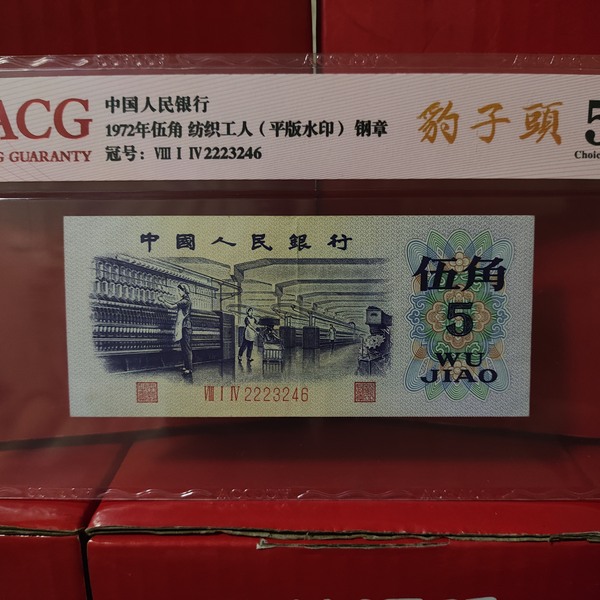 ACG
G GUARANTY
中国人民银行
1972年伍角 纺织工人（平版水印） 钢章
冠号： Ⅷ Ⅰ Ⅳ 2223246
豹子頭
5
Choic
中國人民銀行
伍角
5
WU
JIAO
Ⅷ Ⅰ Ⅳ 2223246